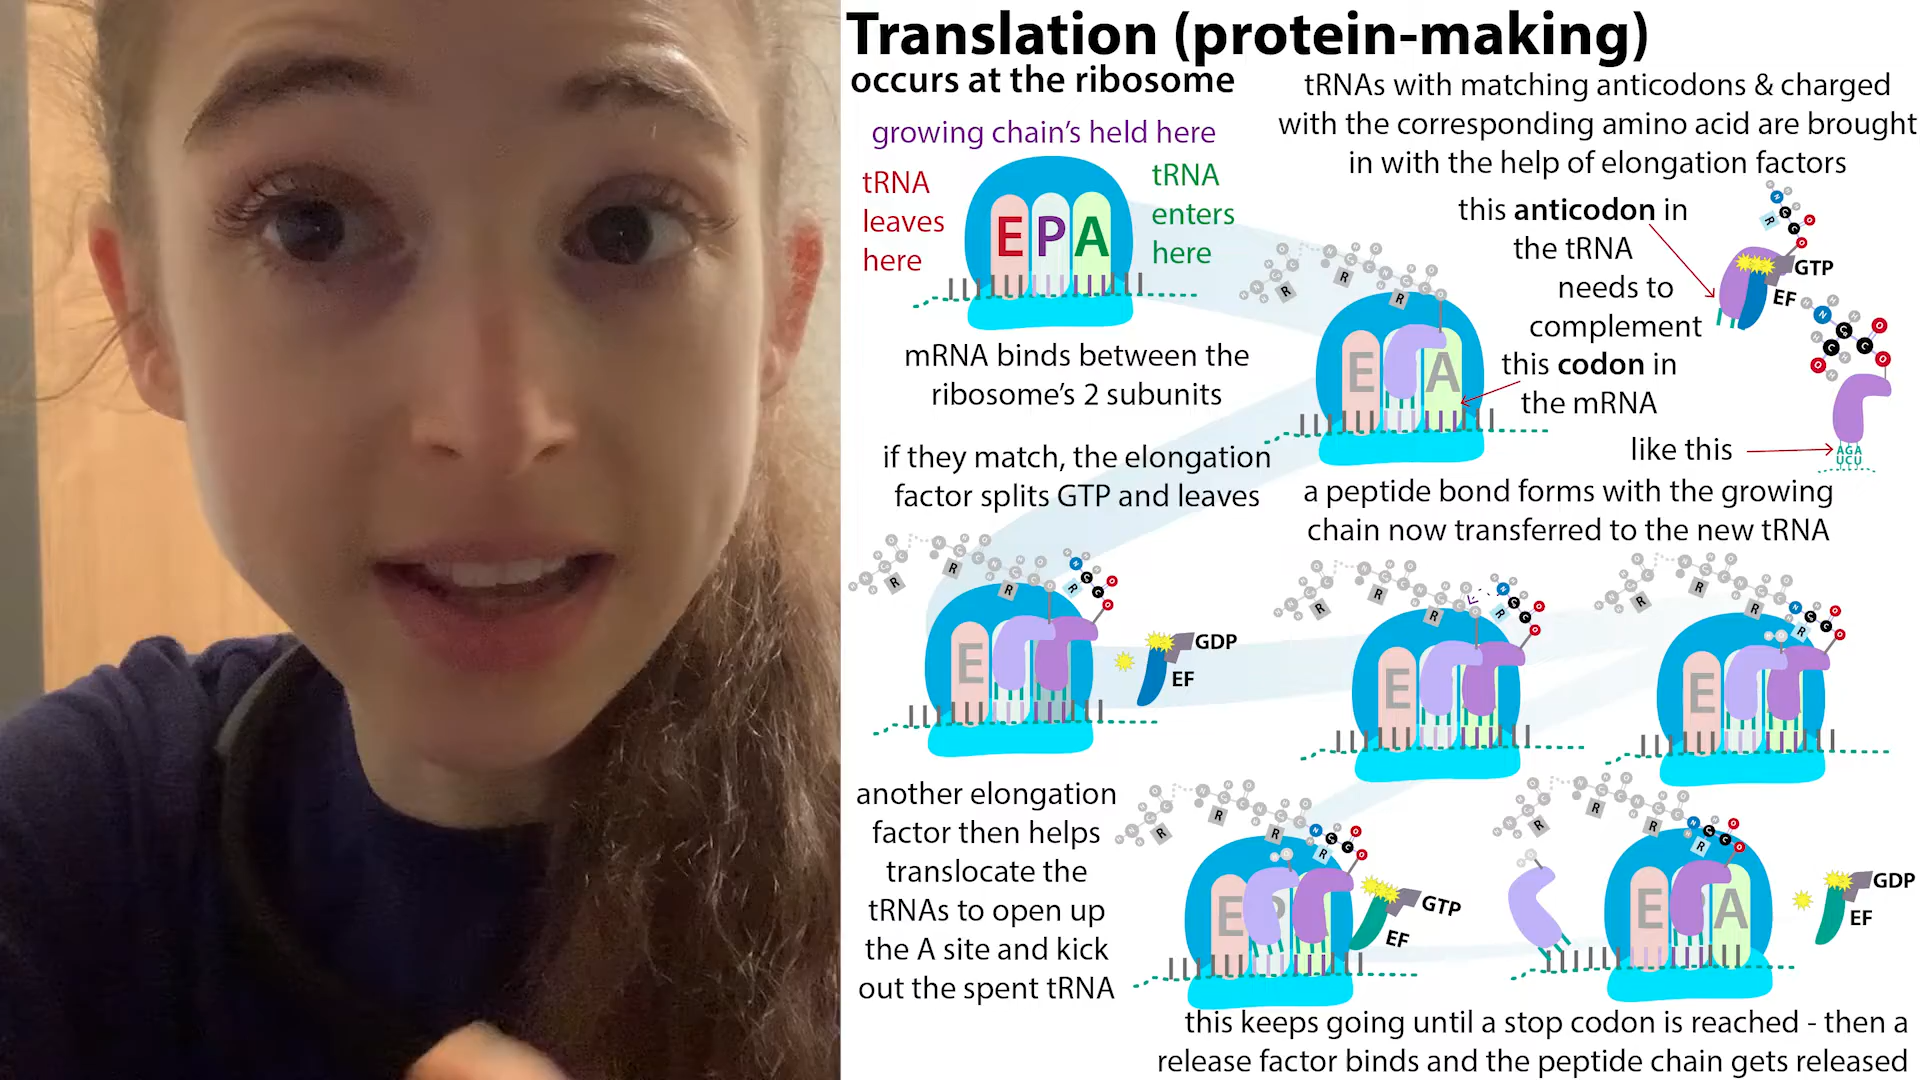 Translation (protein-making)
occurs at the ribosome
growing chain's held here
tRNA
leaves
here
E P A
tRNA
enters
here
mRNA binds between the
ribosome's 2 subunits
tRNAs with matching anticodons & charged
with the corresponding amino acid are brought
in with the help of elongation factors
this anticodon in
the tRNA
needs to
complement
this codon in
the mRNA
like this
R
GTP
EF
AGA
UCU
R
R
R
E A
if they match, the elongation
factor splits GTP and leaves
R
R
R
R
E
GDP
EF
a peptide bond forms with the growing
chain now transferred to the new tRNA
R
R
R
R
E
R
R
R
R
E
another elongation
factor then helps
translocate the
tRNAs to open up
the A site and kick
out the spent tRNA
R
R
R
R
E P
GTP
EF
R
R
R
R
E A
GDP
EF
this keeps going until a stop codon is reached - then a
release factor binds and the peptide chain gets released